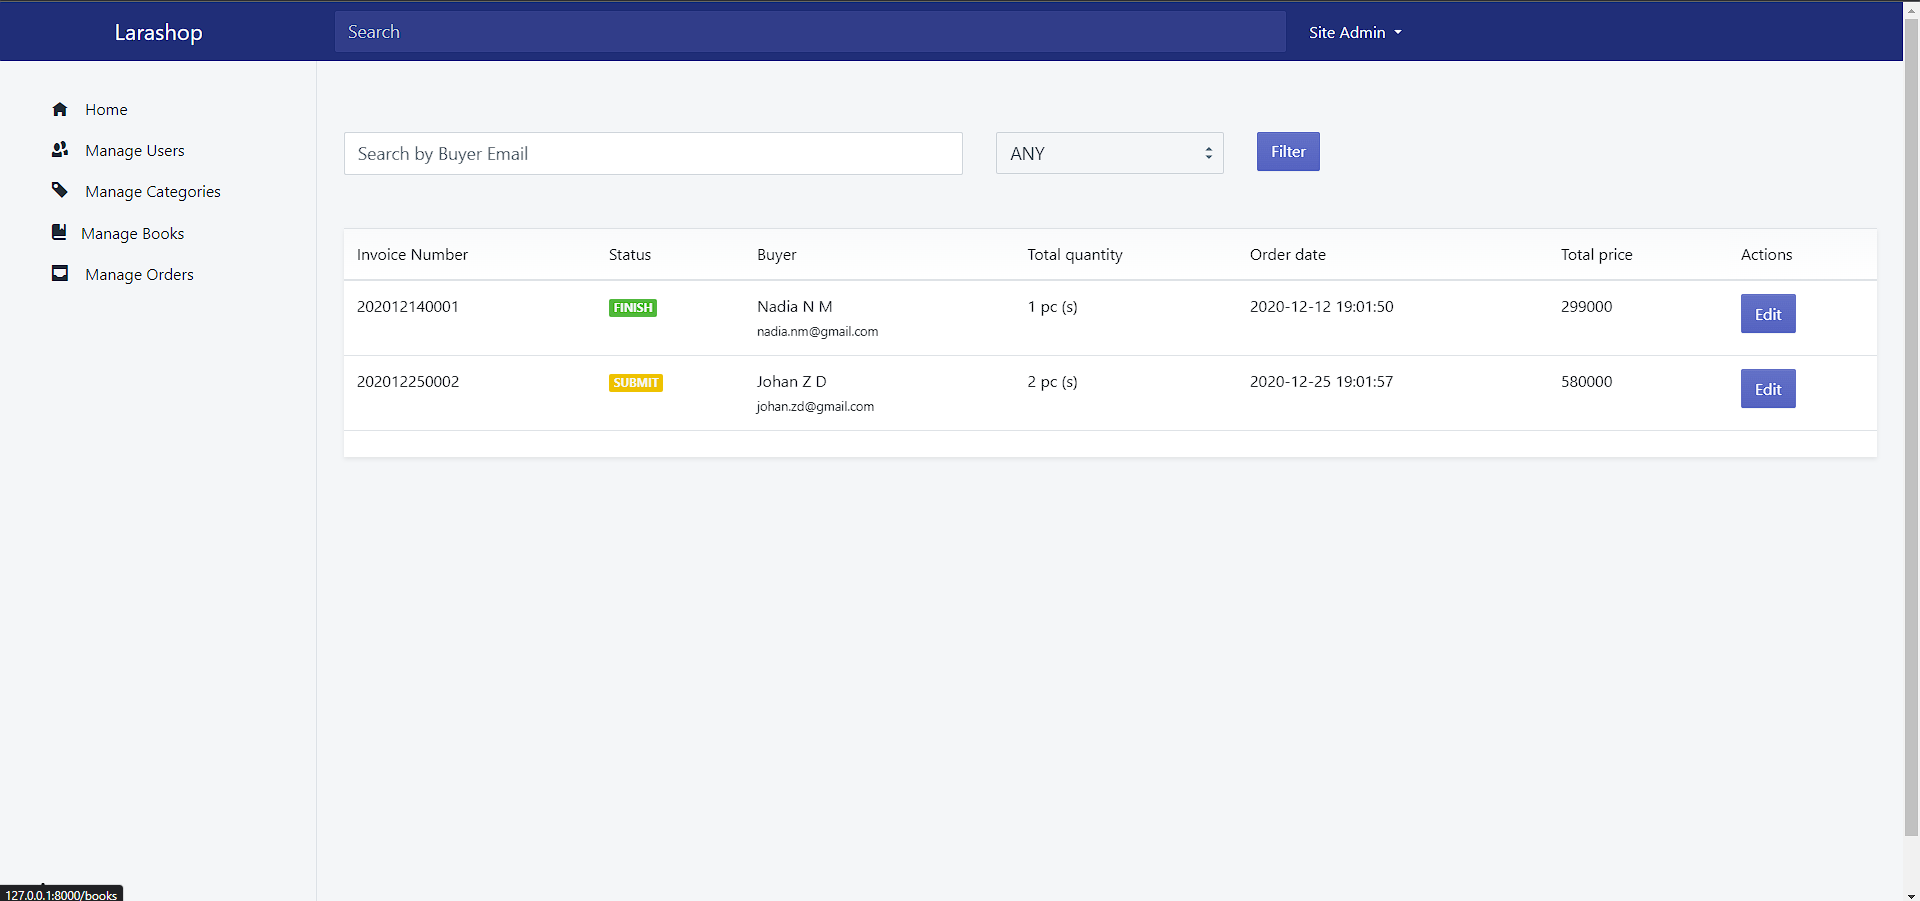 Larashop Search Site Admin
Home
Manage Users
Manage Categories
Manage Books
Manage Orders
Search by Buyer Email ANY Filter
Invoice Number Status Buyer Total quantity Order date Total price Actions
202012140001 FINISH Nadia N M 1 pc (s) 2020-12-12 19:01:50 299000 Edit
nadia.nm@gmail.com
202012250002 SUBMIT Johan Z D 2 pc (s) 2020-12-25 19:01:57 580000 Edit
johan.zd@gmail.com
127.0.0.1:8000/books